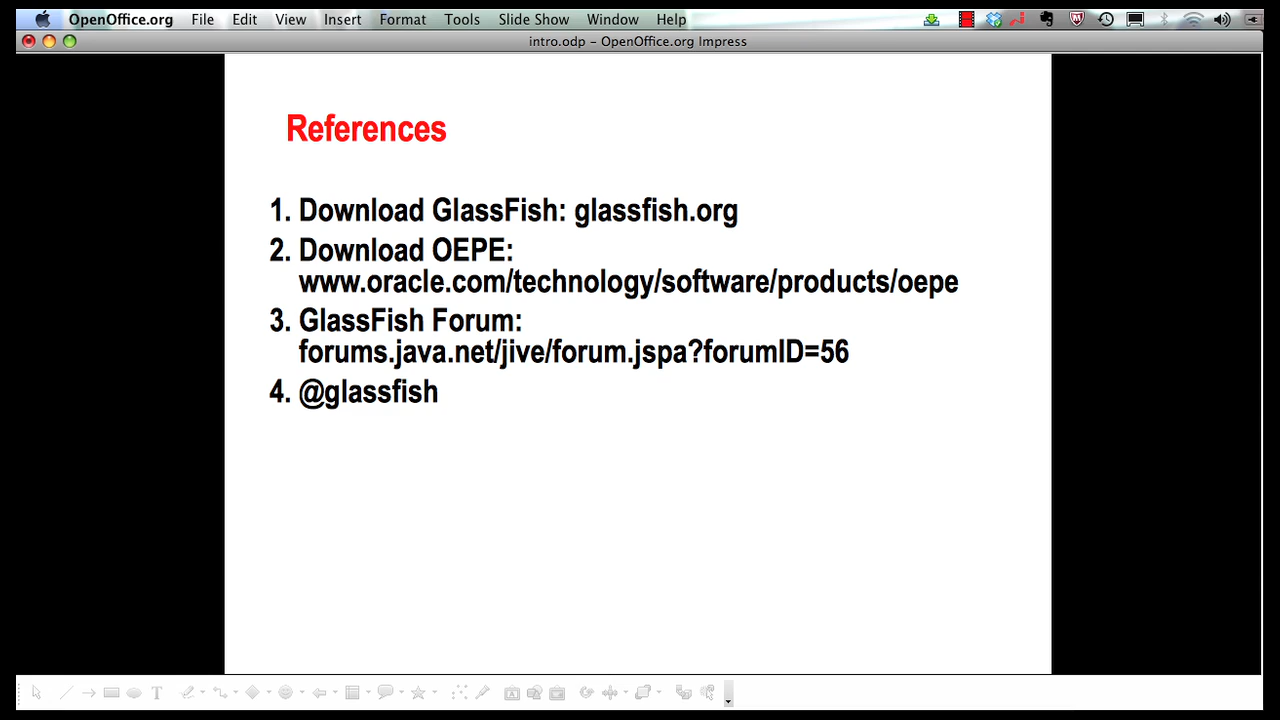 OpenOffice.org File Edit View Insert Format Tools Slide Show Window Help
intro.odp – OpenOffice.org Impress
References
1. Download GlassFish: glassfish.org
2. Download OEPE:
www.oracle.com/technology/software/products/oepe
3. GlassFish Forum:
forums.java.net/jive/forum.jspa?forumID=56
4. @glassfish